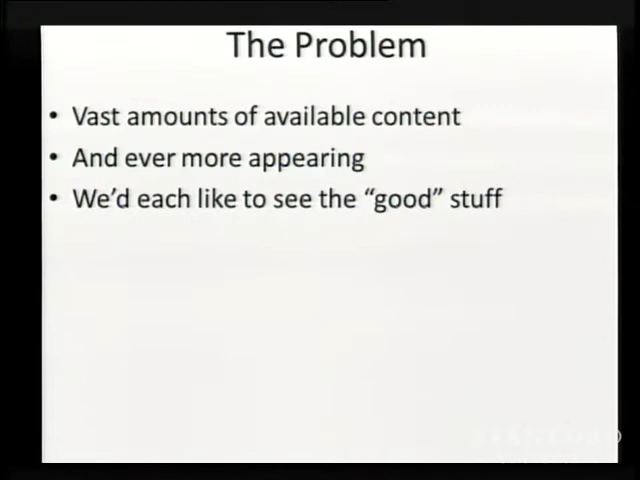 The Problem
• Vast amounts of available content
• And ever more appearing
• We’d each like to see the “good” stuff
STANFORD